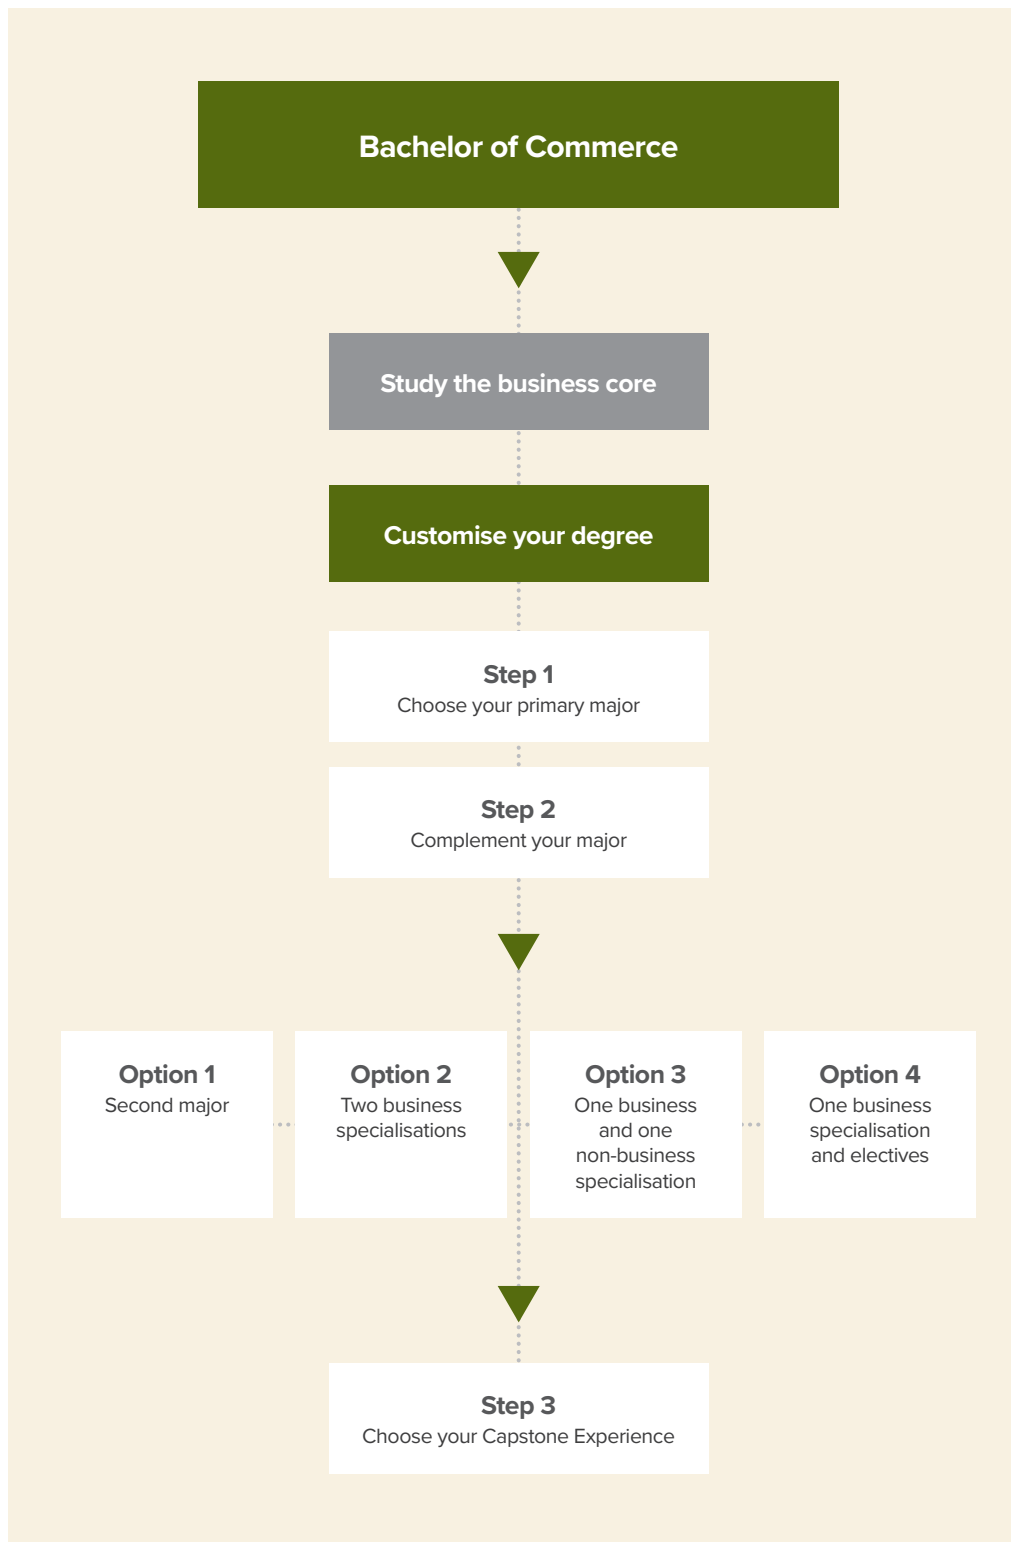 Bachelor of Commerce
Study the business core
Customise your degree
Step 1
Choose your primary major
Step 2
Complement your major
Option 1
Second major
Option 2
Two business
specialisations
Option 3
One business
and one
non-business
specialisation
Option 4
One business
specialisation
and electives
Step 3
Choose your Capstone Experience